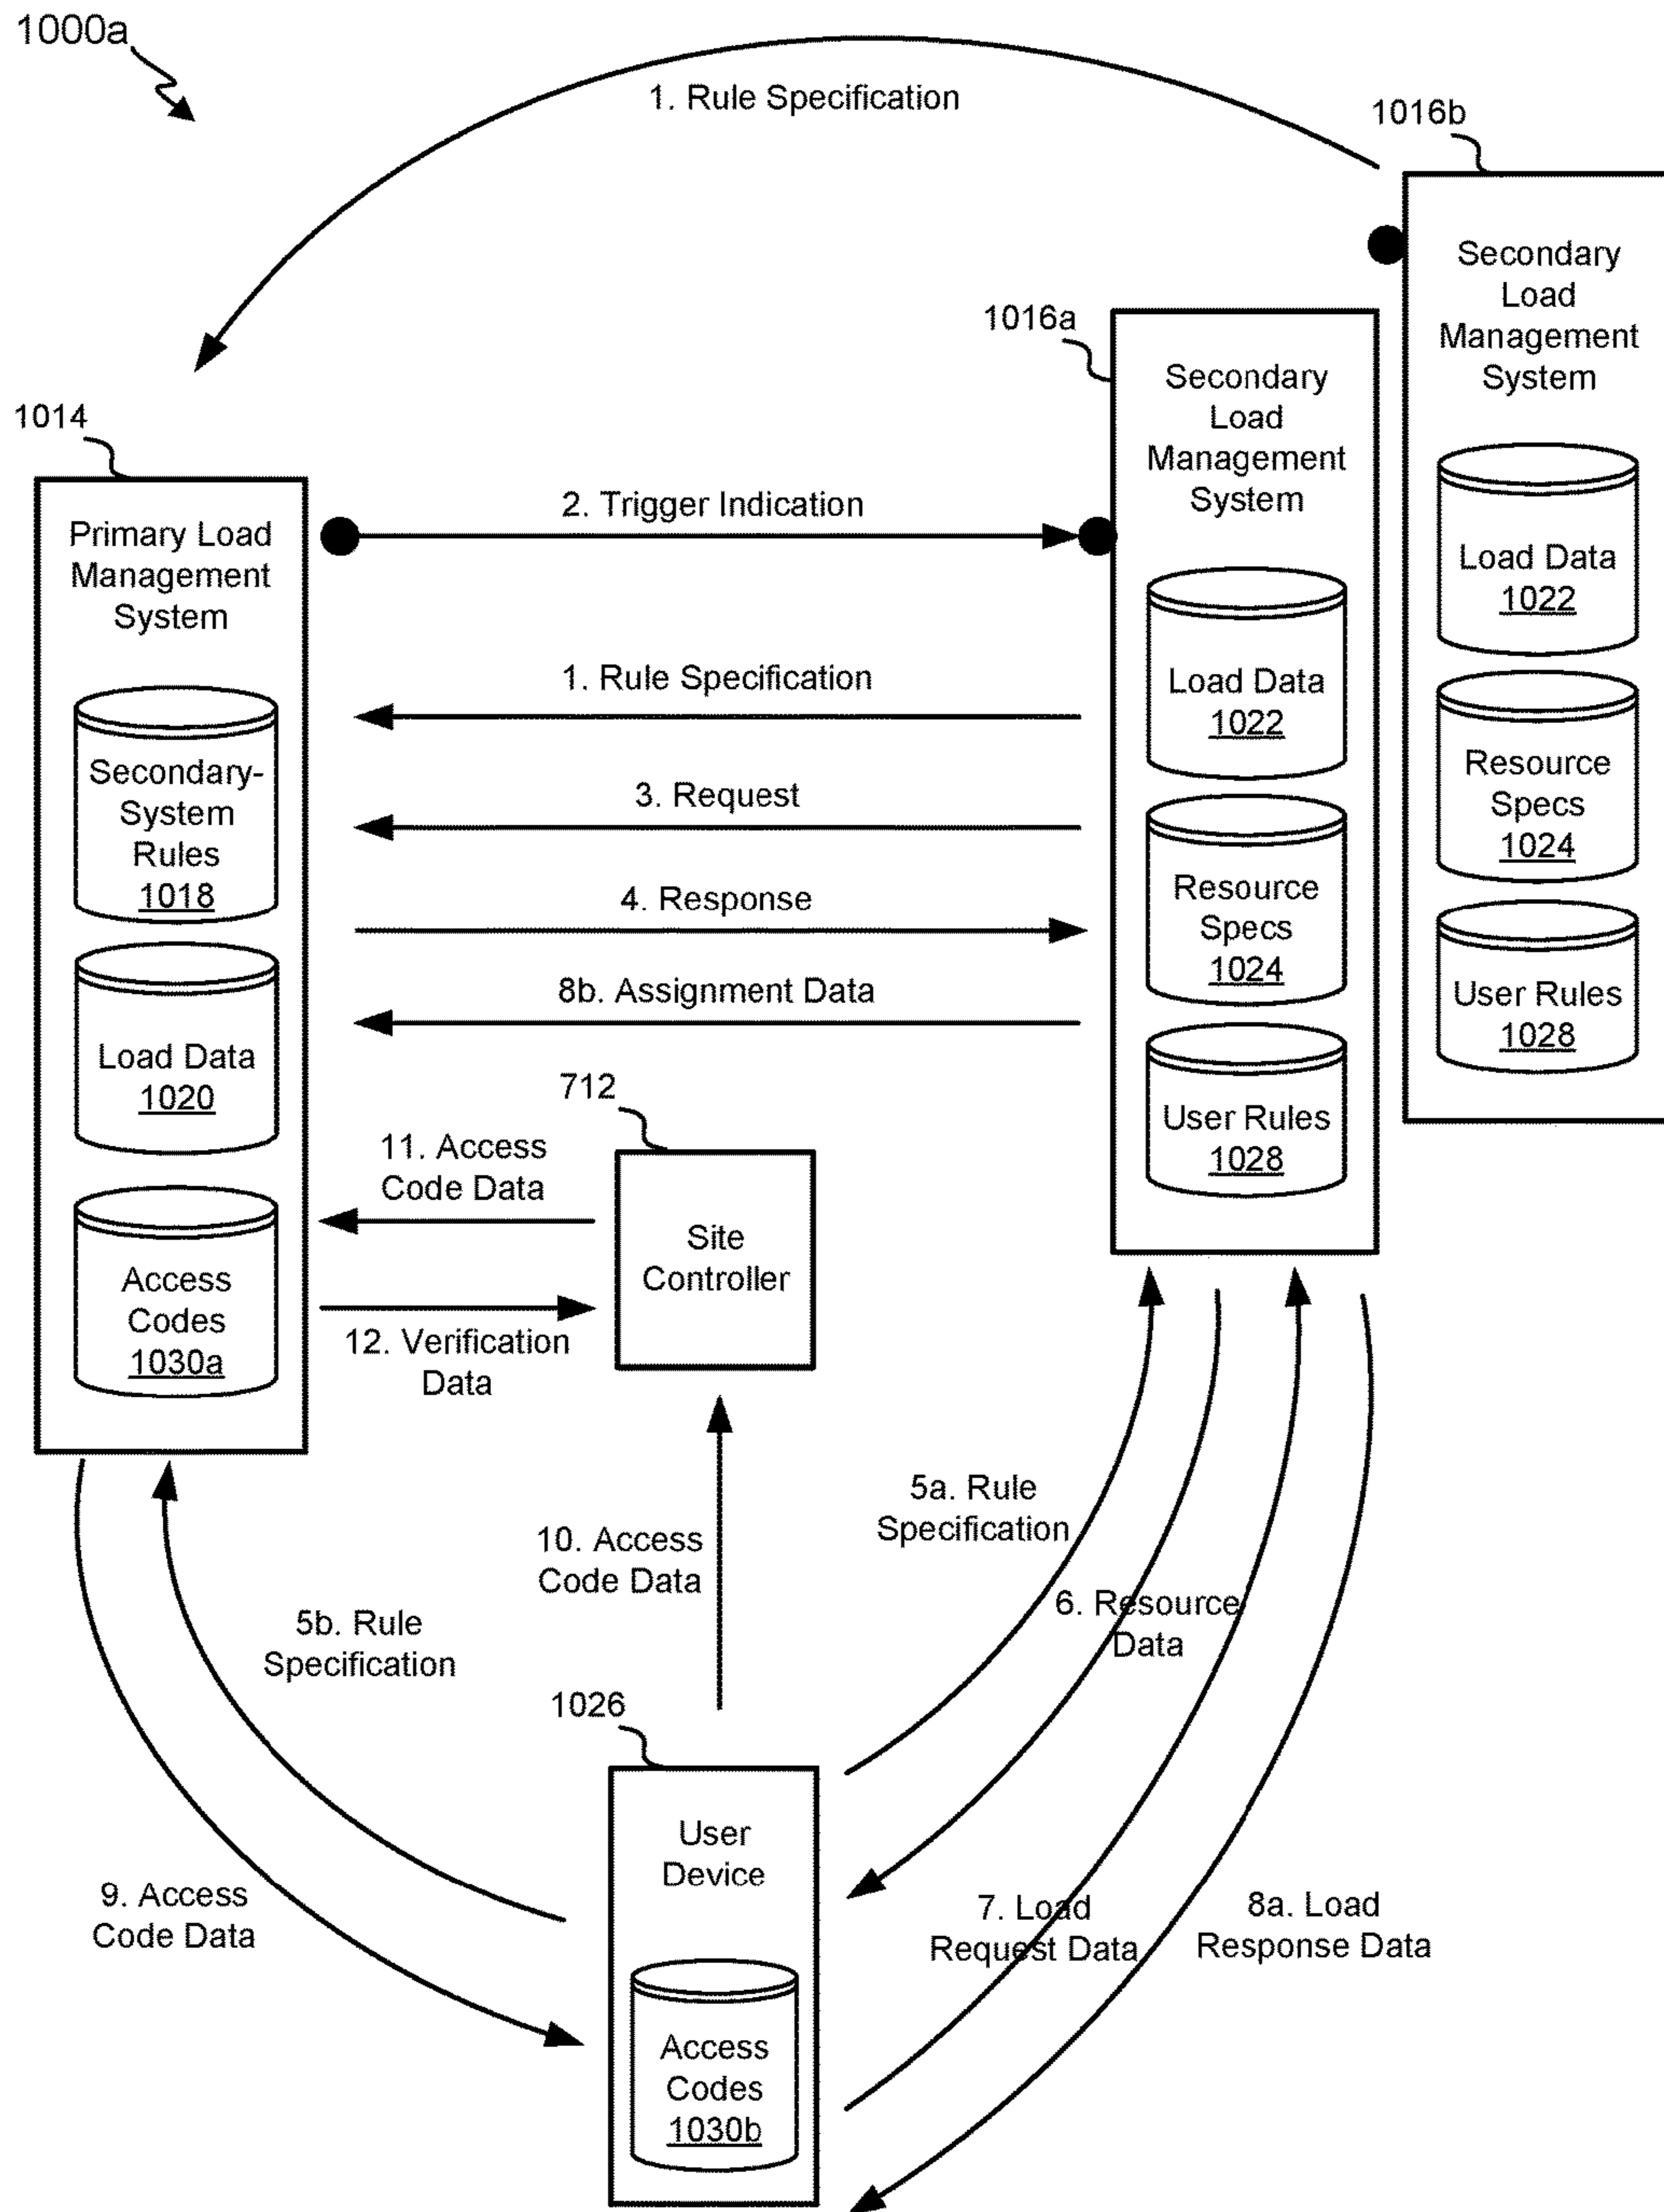 1000a
1. Rule Specification
1016b
Secondary
Load
Management
System
Load Data
1022
Resource
Specs
1024
User Rules
1028
1016a
Secondary
Load
Management
System
Load Data
1022
Resource
Specs
1024
User Rules
1028
1014
Primary Load
Management
System
Secondary-
System
Rules
1018
Load Data
1020
Access
Codes
1030a
2. Trigger Indication
1. Rule Specification
3. Request
4. Response
8b. Assignment Data
712
Site
Controller
11. Access
Code Data
12. Verification
Data
10. Access
Code Data
5a. Rule
Specification
6. Resource
Data
5b. Rule
Specification
1026
User
Device
Access
Codes
1030b
9. Access
Code Data
7. Load
Request Data
8a. Load
Response Data